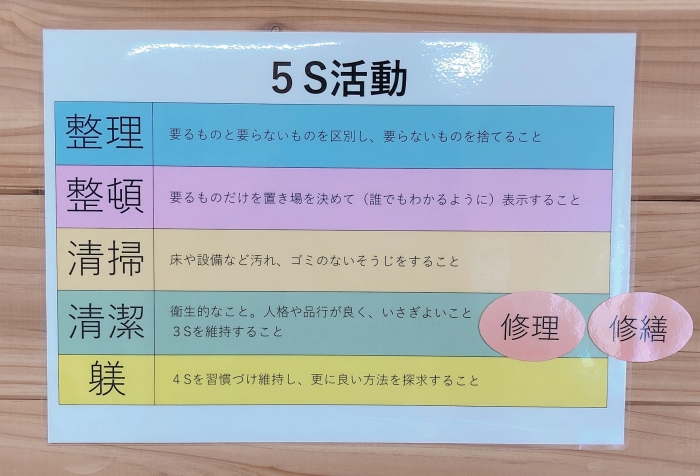 5S活動
整理
要るものと要らないものを区別し、要らないものを捨てること
整頓
要るものだけを置き場を決めて（誰でもわかるように）表示すること
清掃
床や設備など汚れ、ゴミのないそうじをすること
清潔
衛生的なこと。人格や品行が良く、いさぎよいこと
3Sを維持すること
修理
修繕
躾
4Sを習慣づけ維持し、更に良い方法を探求すること